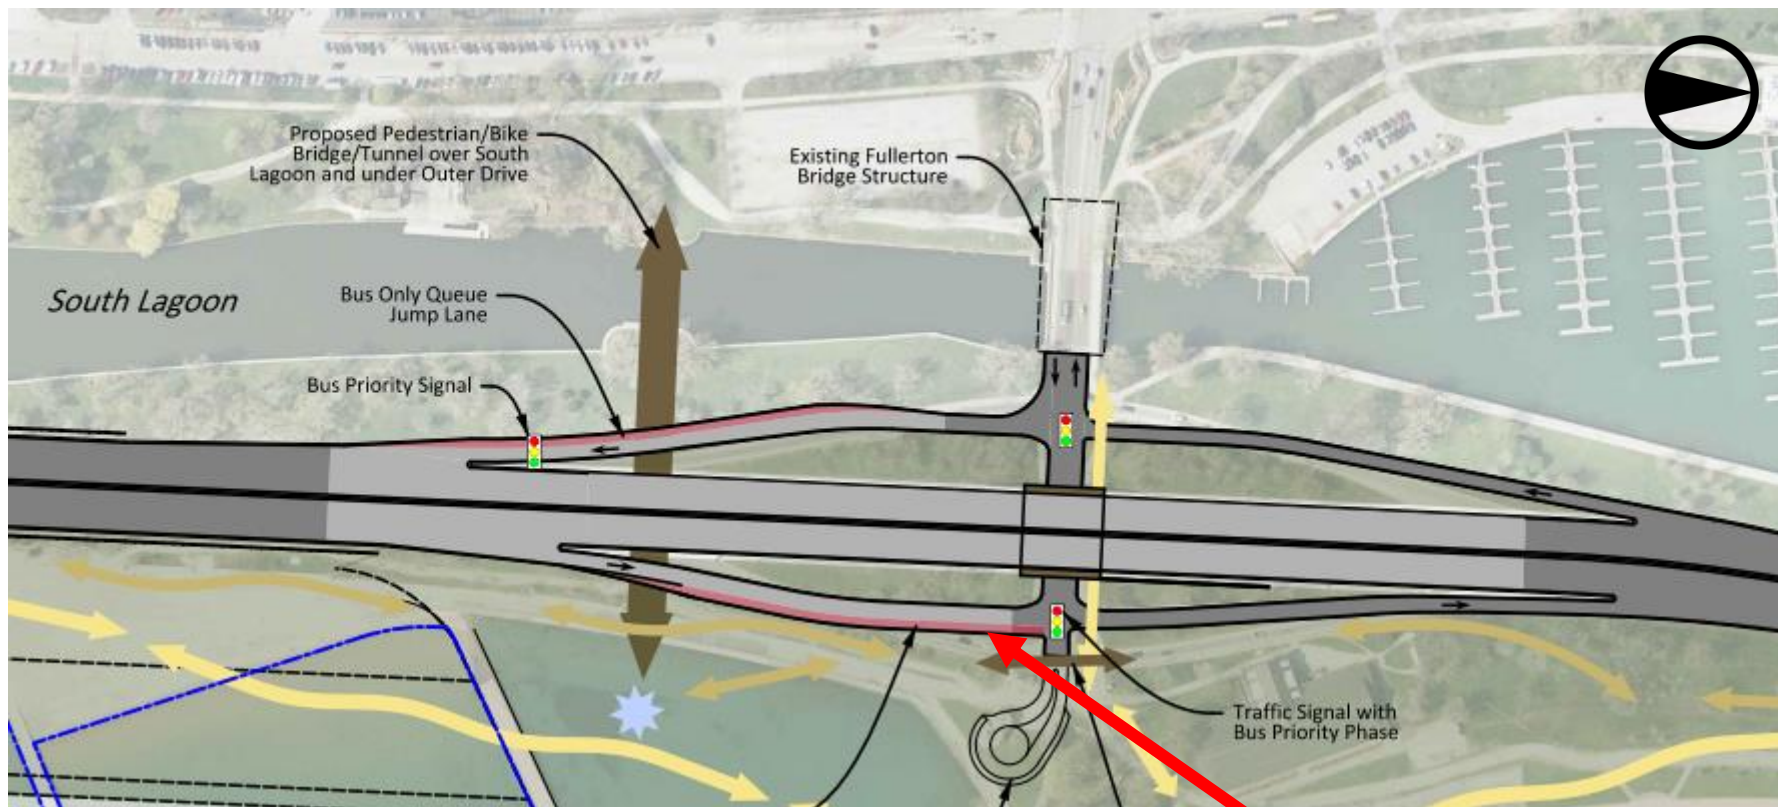 Proposed Pedestrian/Bike
Bridge/Tunnel over South
Lagoon and under Outer Drive
Existing Fullerton
Bridge Structure
South Lagoon
Bus Only Queue
Jump Lane
Bus Priority Signal
Traffic Signal with
Bus Priority Phase